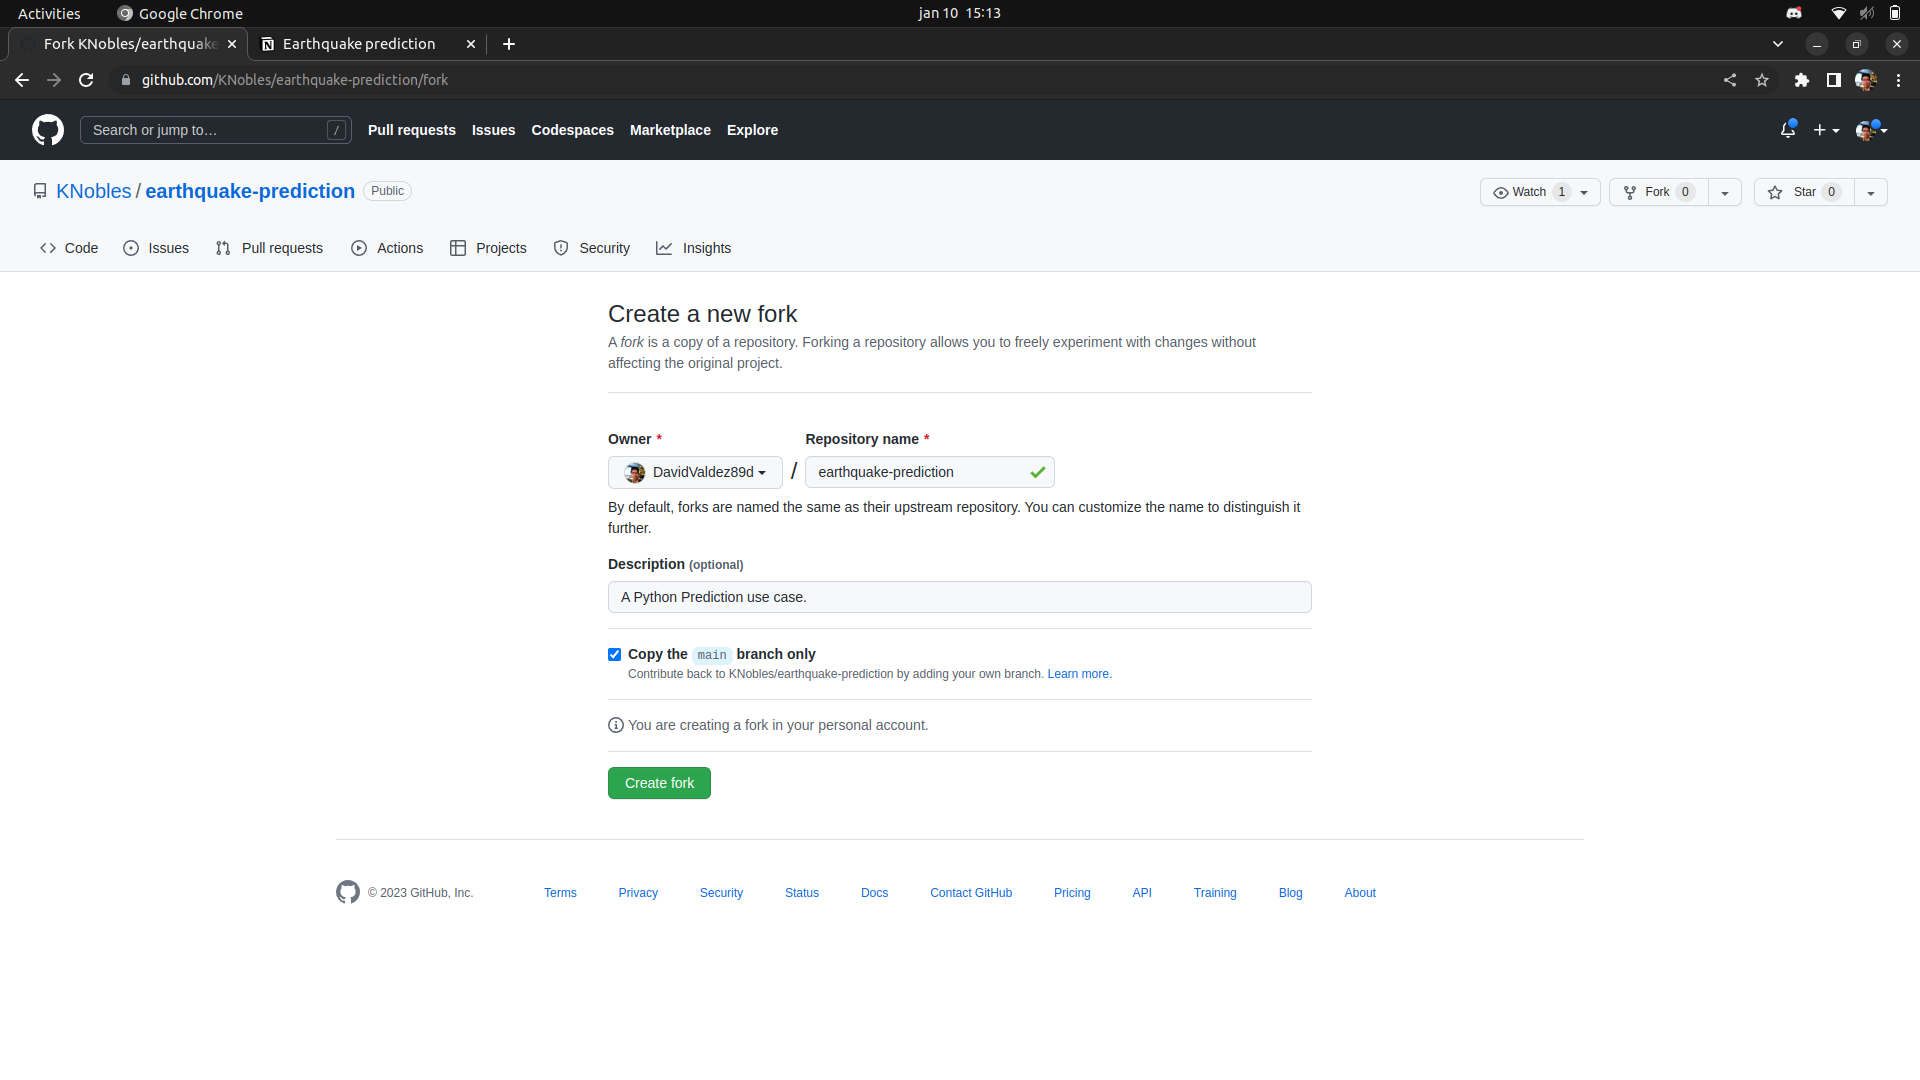 Activities
Google Chrome
jan 10 15:13
Fork KNobles/earthquake
Earthquake prediction
github.com/KNobles/earthquake-prediction/fork
Search or jump to…
/
Pull requests
Issues
Codespaces
Marketplace
Explore
KNobles / earthquake-prediction
Public
Watch 1
Fork 0
Star 0
Code
Issues
Pull requests
Actions
Projects
Security
Insights
Create a new fork
A fork is a copy of a repository. Forking a repository allows you to freely experiment with changes without
affecting the original project.
Owner *
Repository name *
DavidValdez89d
/
earthquake-prediction
By default, forks are named the same as their upstream repository. You can customize the name to distinguish it
further.
Description (optional)
A Python Prediction use case.
Copy the main branch only
Contribute back to KNobles/earthquake-prediction by adding your own branch. Learn more.
You are creating a fork in your personal account.
Create fork
© 2023 GitHub, Inc.
Terms
Privacy
Security
Status
Docs
Contact GitHub
Pricing
API
Training
Blog
About